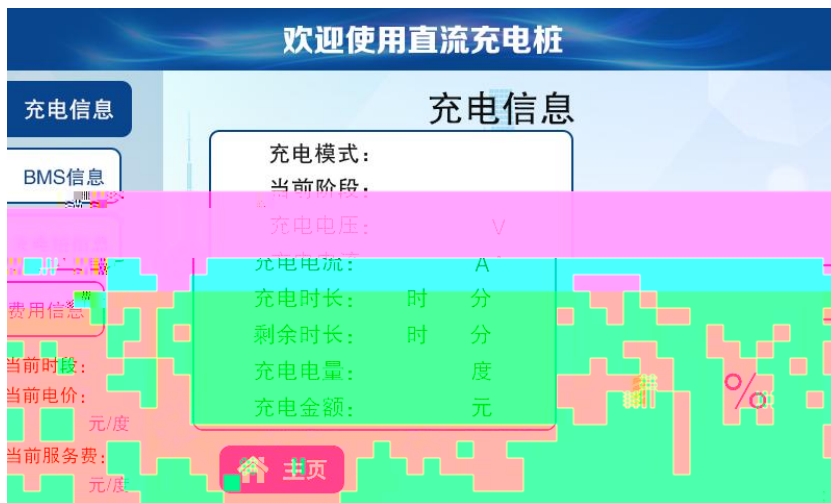 欢迎使用直流充电桩
充电信息
BMS信息
费用信息
当前时段:
当前电价:
元/度
当前服务费:
元/度
充电信息
充电模式:
当前阶段:
充电电压: V
充电电流: A
充电时长: 时 分
剩余时长: 时 分
充电电量: 度
充电金额: 元
%
主页